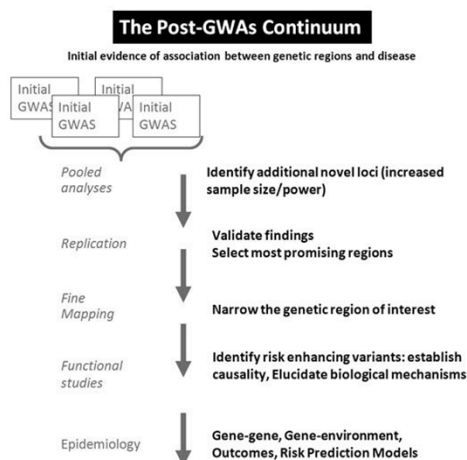 The Post-GWAs Continuum
Initial evidence of association between genetic regions and disease
Initial
GWAS
Initial
GWAS
Initial
GWAS
Pooled
analyses
Identify additional novel loci (increased
sample size/power)
Replication
Validate findings
Select most promising regions
Fine
Mapping
Narrow the genetic region of interest
Functional
studies
Identify risk enhancing variants: establish
causality, Elucidate biological mechanisms
Epidemiology
Gene-gene, Gene-environment,
Outcomes, Risk Prediction Models